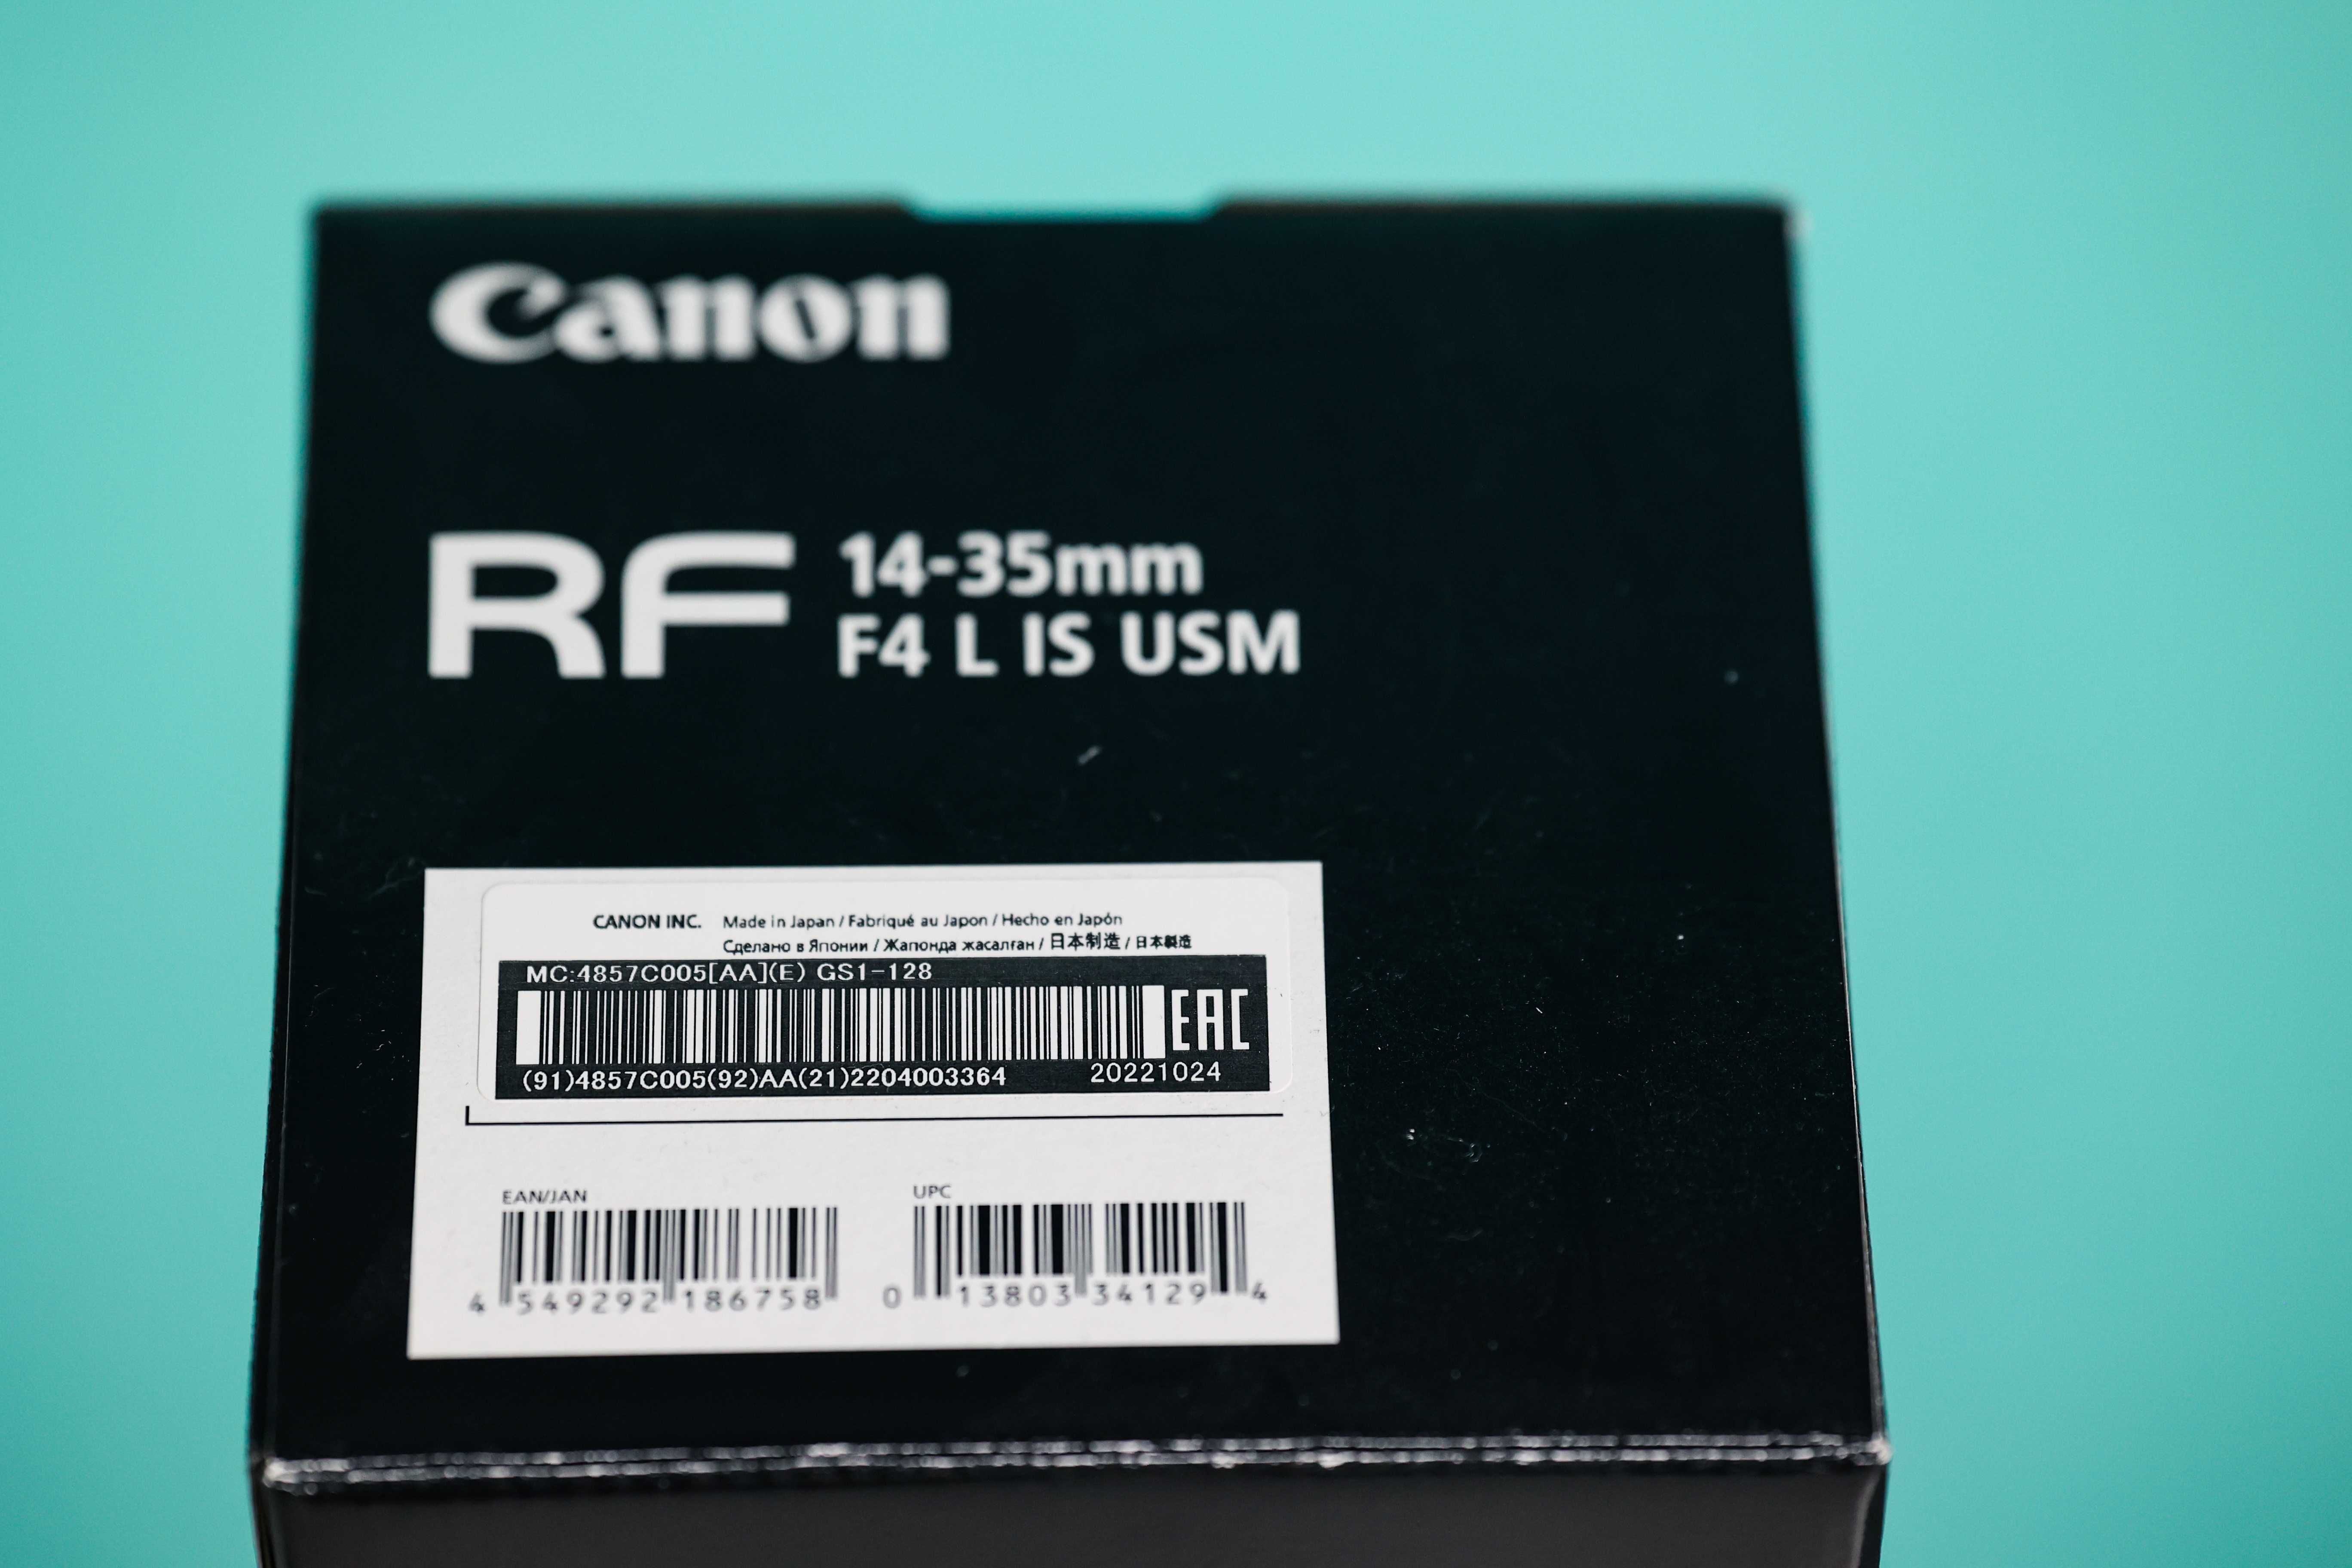 Canon
RF 14-35mm
F4 L IS USM
CANON INC. Made in Japan / Fabriqué au Japon / Hecho en Japón
Сделано в Японии / Жапонда жасалған / 日本制造 / 日本製造
MC:4857C005[AA](E) GS1-128
EAC
(91)4857C005(92)AA(21)2204003364 20221024
EAN/JAN UPC
4 549292 186758 0 13803 34129 4